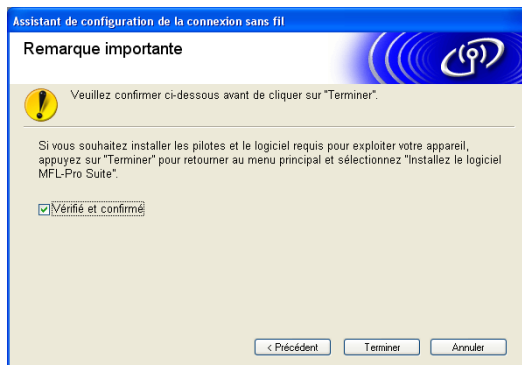 Assistant de configuration de la connexion sans fil
Remarque importante
Veuillez confirmer ci-dessous avant de cliquer sur "Terminer".
Si vous souhaitez installer les pilotes et le logiciel requis pour exploiter votre appareil,
appuyez sur "Terminer" pour retourner au menu principal et sélectionnez "Installez le logiciel
MFL-Pro Suite".
Vérifié et confirmé
< Précédent
Terminer
Annuler